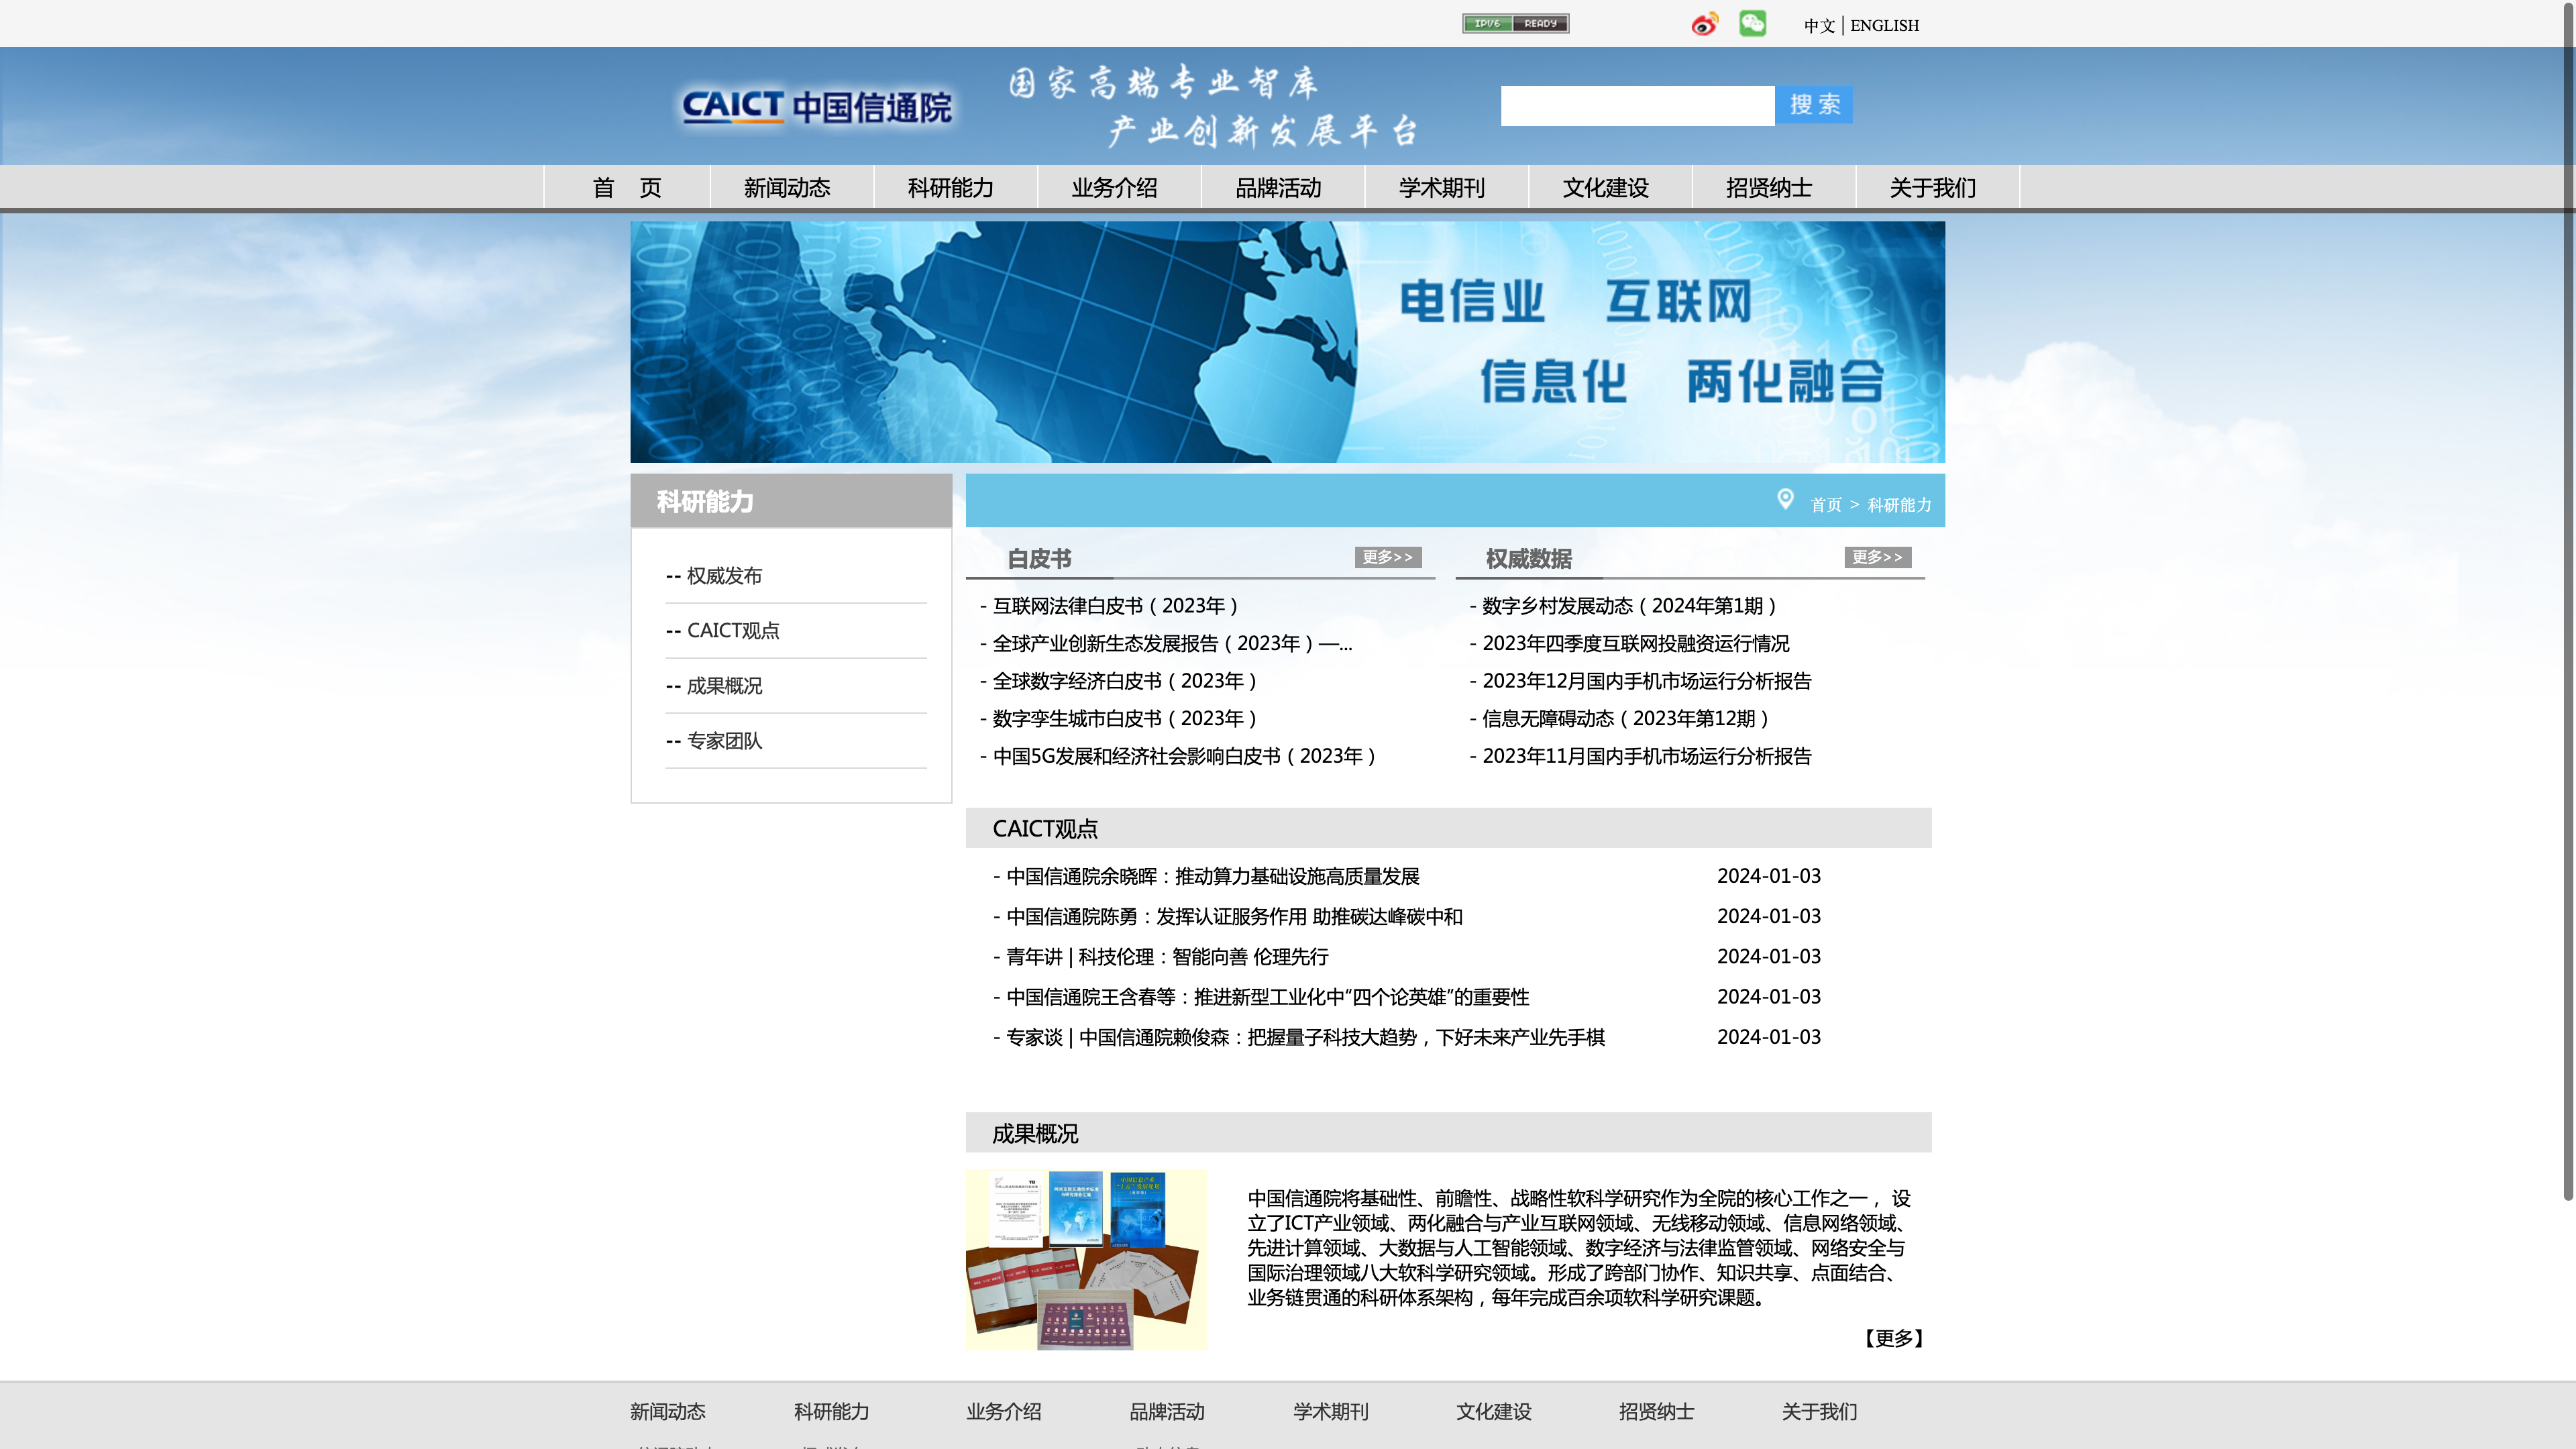 IPV6 READY
中文 | ENGLISH
CAICT 中国信通院
国家高端专业智库
产业创新发展平台
搜 索
首 页
新闻动态
科研能力
业务介绍
品牌活动
学术期刊
文化建设
招贤纳士
关于我们
电信业 互联网
信息化 两化融合
科研能力
首页 > 科研能力
-- 权威发布
-- CAICT观点
-- 成果概况
-- 专家团队
白皮书 更多>>
- 互联网法律白皮书（2023年）
- 全球产业创新生态发展报告（2023年）—...
- 全球数字经济白皮书（2023年）
- 数字孪生城市白皮书（2023年）
- 中国5G发展和经济社会影响白皮书（2023年）
权威数据 更多>>
- 数字乡村发展动态（2024年第1期）
- 2023年四季度互联网投融资运行情况
- 2023年12月国内手机市场运行分析报告
- 信息无障碍动态（2023年第12期）
- 2023年11月国内手机市场运行分析报告
CAICT观点
- 中国信通院余晓晖：推动算力基础设施高质量发展 2024-01-03
- 中国信通院陈勇：发挥认证服务作用 助推碳达峰碳中和 2024-01-03
- 青年讲 | 科技伦理：智能向善 伦理先行 2024-01-03
- 中国信通院王含春等：推进新型工业化中“四个论英雄”的重要性 2024-01-03
- 专家谈 | 中国信通院赖俊森：把握量子科技大趋势，下好未来产业先手棋 2024-01-03
成果概况
中国信通院将基础性、前瞻性、战略性软科学研究作为全院的核心工作之一， 设
立了ICT产业领域、两化融合与产业互联网领域、无线移动领域、信息网络领域、
先进计算领域、大数据与人工智能领域、数字经济与法律监管领域、网络安全与
国际治理领域八大软科学研究领域。形成了跨部门协作、知识共享、点面结合、
业务链贯通的科研体系架构，每年完成百余项软科学研究课题。
【更多】
新闻动态
科研能力
业务介绍
品牌活动
学术期刊
文化建设
招贤纳士
关于我们